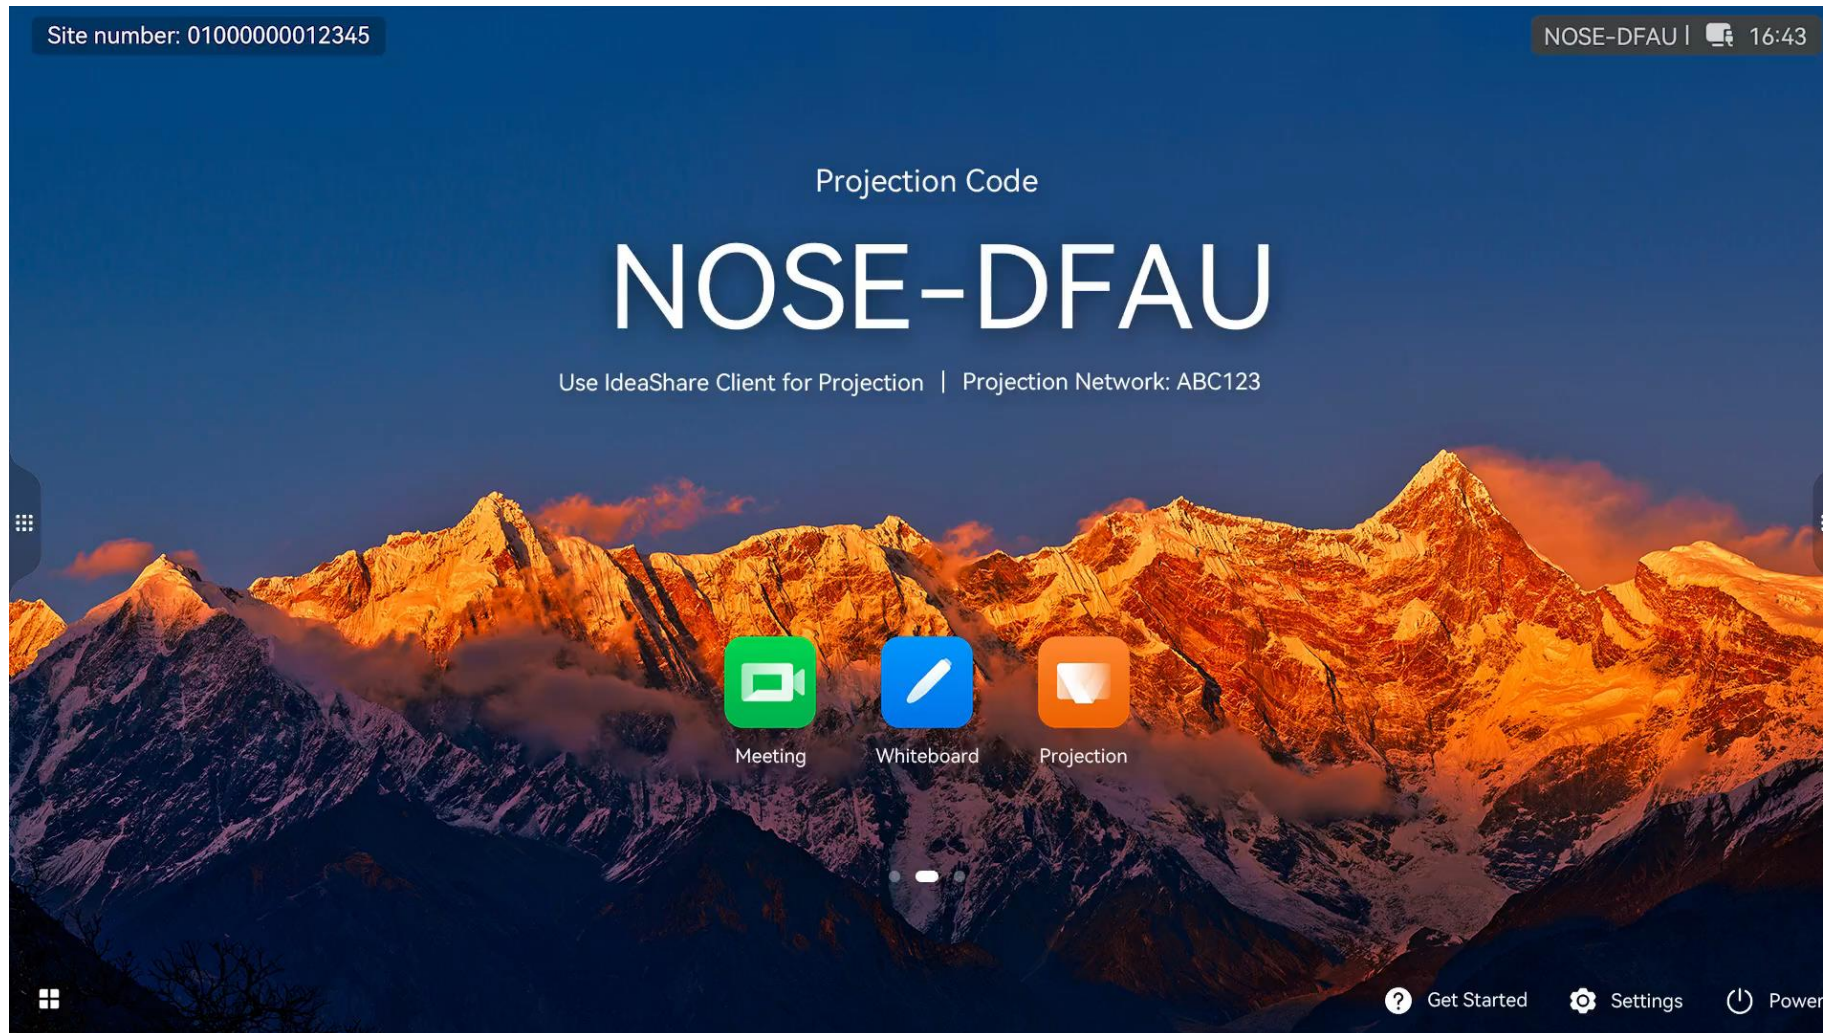 Site number: 01000000012345
NOSE-DFAU | 16:43
Projection Code
NOSE-DFAU
Use IdeaShare Client for Projection | Projection Network: ABC123
Meeting Whiteboard Projection
? Get Started Settings Power